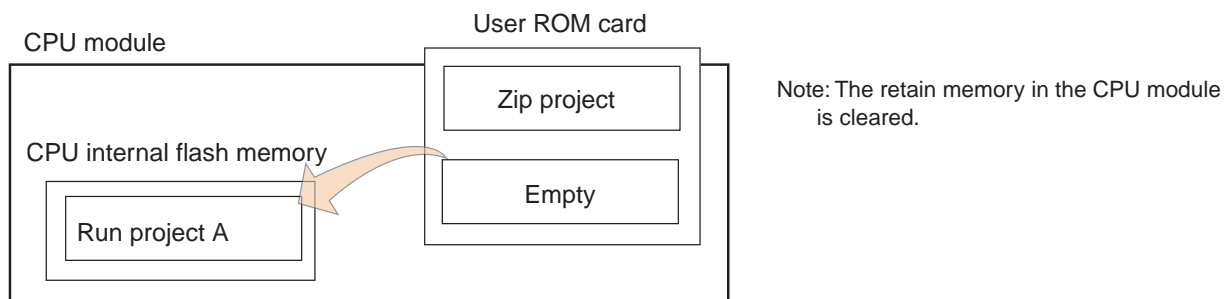 User ROM card
CPU module
Zip project
Note: The retain memory in the CPU module
is cleared.
CPU internal flash memory
Empty
Run project A